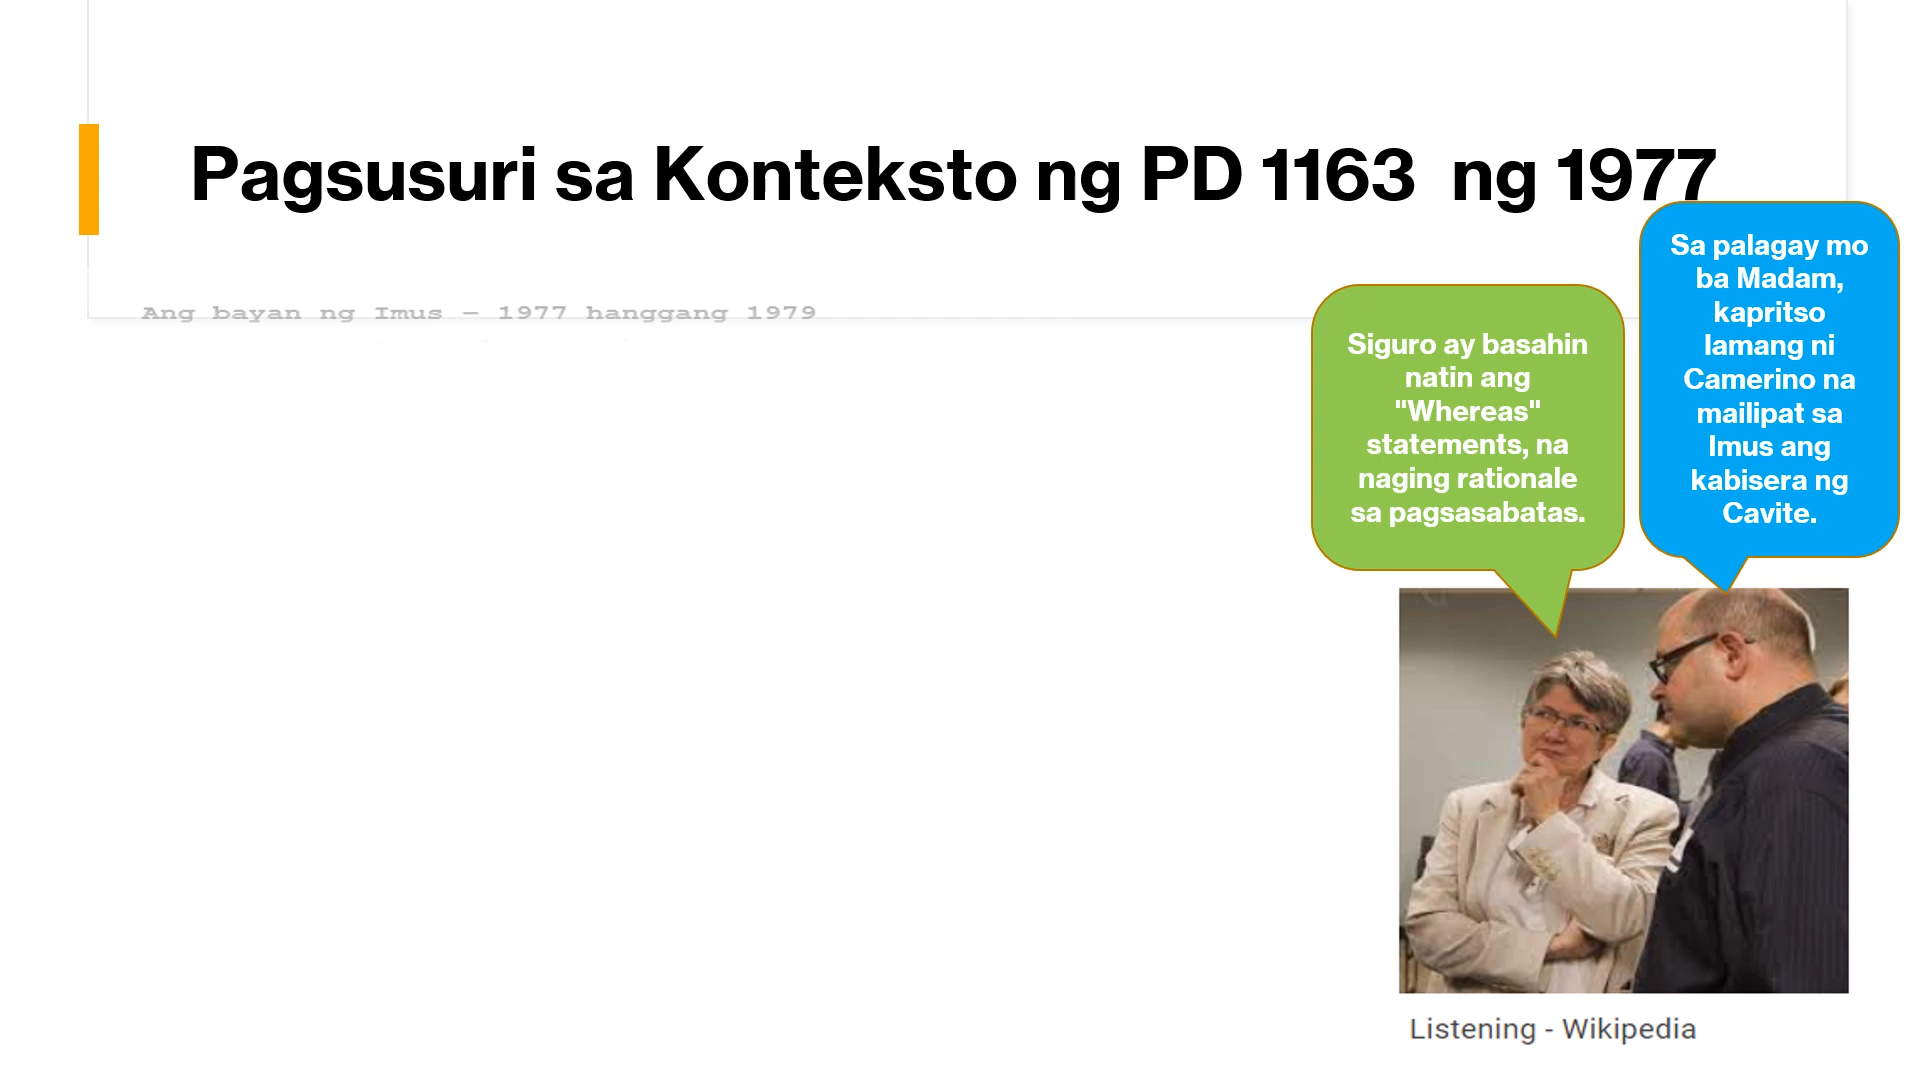 Pagsusuri sa Konteksto ng PD 1163 ng 1977
Ang bayan ng Imus – 1977 hanggang 1979
Siguro ay basahin
natin ang
"Whereas"
statements, na
naging rationale
sa pagsasabatas.
Sa palagay mo
ba Madam,
kapritso
lamang ni
Camerino na
mailipat sa
Imus ang
kabisera ng
Cavite.
Listening - Wikipedia